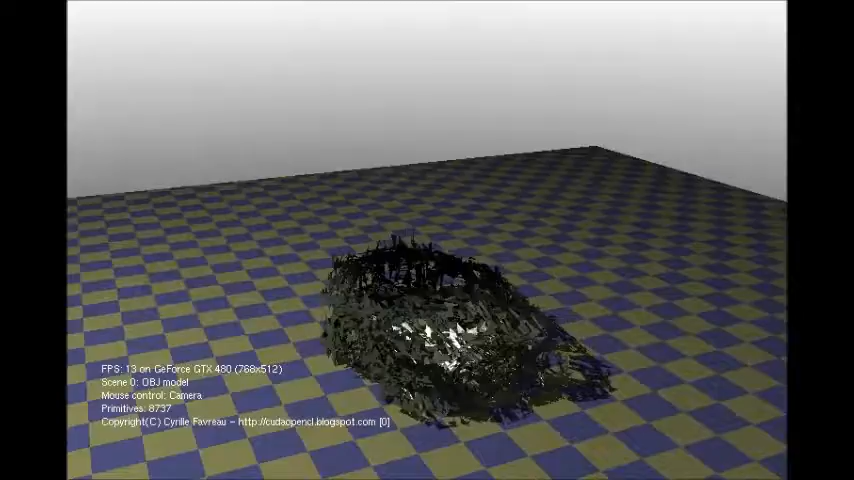 FPS: 13 on GeForce GTX 480 (768x512)
Scene 0: OBJ model
Mouse control: Camera
Primitives: 8737
Copyright(C) Cyrille Favreau – http://cudaopencl.blogspot.com [0]